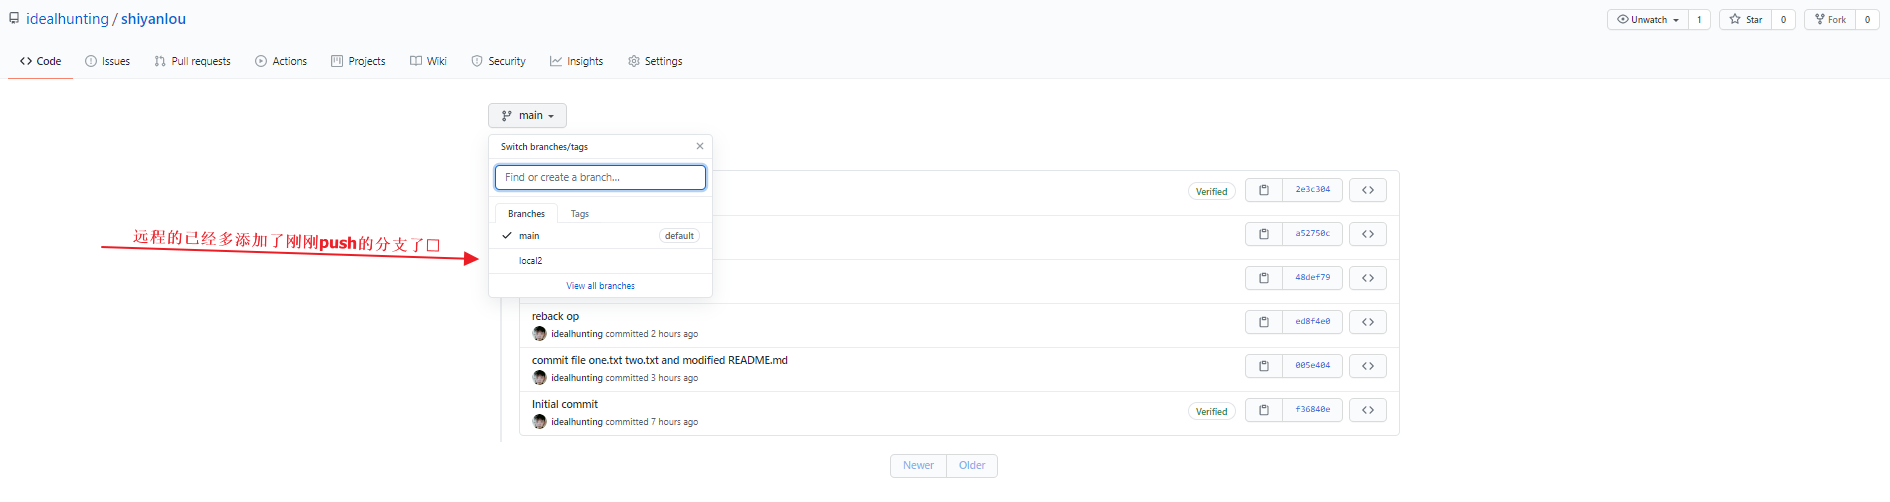 idealhunting / shiyanlou
Unwatch 1 Star 0 Fork 0
Code Issues Pull requests Actions Projects Wiki Security Insights Settings
main
Switch branches/tags
Find or create a branch...
Branches Tags
main default
local2
View all branches
远程的已经多添加了刚刚push的分支了口
Verified 2e3c304
a52750c
48def79
reback op
idealhunting committed 2 hours ago
ed8f4e0
commit file one.txt two.txt and modified README.md
idealhunting committed 3 hours ago
005e404
Initial commit
idealhunting committed 7 hours ago
Verified f36840e
Newer Older